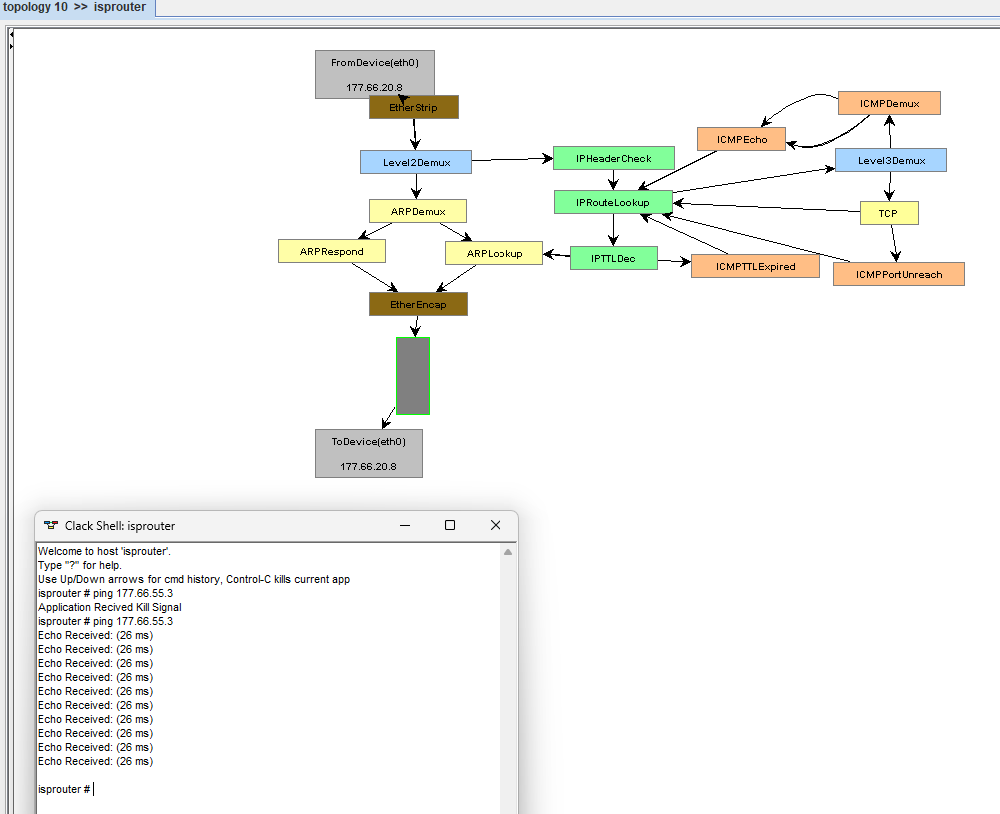 topology 10 >> isprouter
FromDevice(eth0)
177.66.20.8
EtherStrip
Level2Demux
IPHeaderCheck
ICMPDemux
ICMPEcho
Level3Demux
ARPDemux
IPRouteLookup
TCP
ARPRespond
ARPLookup
IPTTLDec
ICMPTTLExpired
ICMPPortUnreach
EtherEncap
ToDevice(eth0)
177.66.20.8
Clack Shell: isprouter
Welcome to host 'isprouter'.
Type "?" for help.
Use Up/Down arrows for cmd history, Control-C kills current app
isprouter # ping 177.66.55.3
Application Recived Kill Signal
isprouter # ping 177.66.55.3
Echo Received: (26 ms)
Echo Received: (26 ms)
Echo Received: (26 ms)
Echo Received: (26 ms)
Echo Received: (26 ms)
Echo Received: (26 ms)
Echo Received: (26 ms)
Echo Received: (26 ms)
Echo Received: (26 ms)
Echo Received: (26 ms)
isprouter #